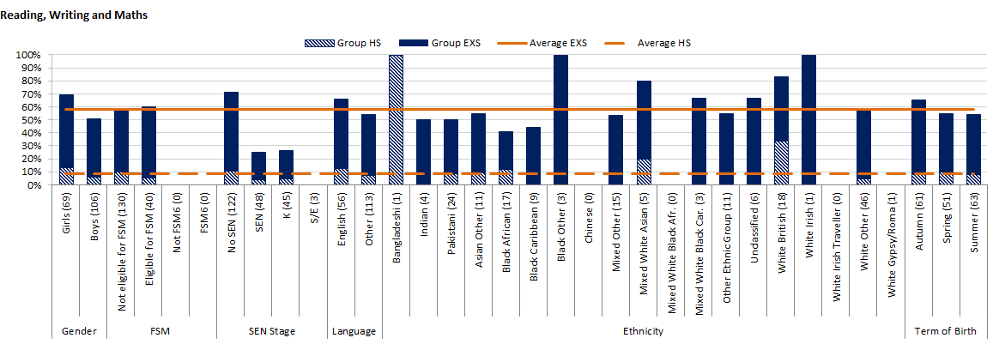 Reading, Writing and Maths
Group HS Group EXS Average EXS Average HS
100%
90%
80%
70%
60%
50%
40%
30%
20%
10%
0%
Girls (69)
Boys (106)
Not eligible for FSM (130)
Eligible for FSM (40)
Not FSM6 (0)
FSM6 (0)
No SEN (122)
SEN (48)
K (45)
S/E (3)
English (56)
Other (113)
Bangladeshi (1)
Indian (4)
Pakistani (24)
Asian Other (11)
Black African (17)
Black Caribbean (9)
Black Other (3)
Chinese (0)
Mixed Other (15)
Mixed White Asian (5)
Mixed White Black Afr. (0)
Mixed White Black Car. (3)
Other Ethnic Group (11)
Unclassified (6)
White British (18)
White Irish (1)
White Irish Traveller (0)
White Other (46)
White Gypsy/Roma (1)
Autumn (61)
Spring (51)
Summer (63)
Gender FSM SEN Stage Language Ethnicity Term of Birth